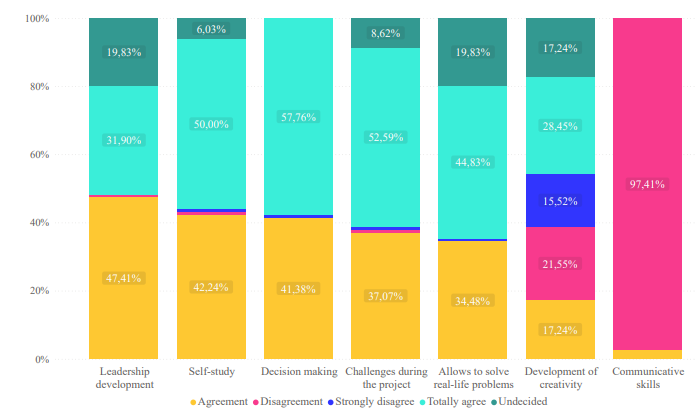 100%
80%
60%
40%
20%
0%
19,83%
31,90%
47,41%
6,03%
50,00%
42,24%
57,76%
41,38%
8,62%
52,59%
37,07%
19,83%
44,83%
34,48%
17,24%
28,45%
15,52%
21,55%
17,24%
97,41%
Leadership
development
Self-study
Decision making
Challenges during
the project
Allows to solve
real-life problems
Development of
creativity
Communicative
skills
Agreement Disagreement Strongly disagree Totally agree Undecided